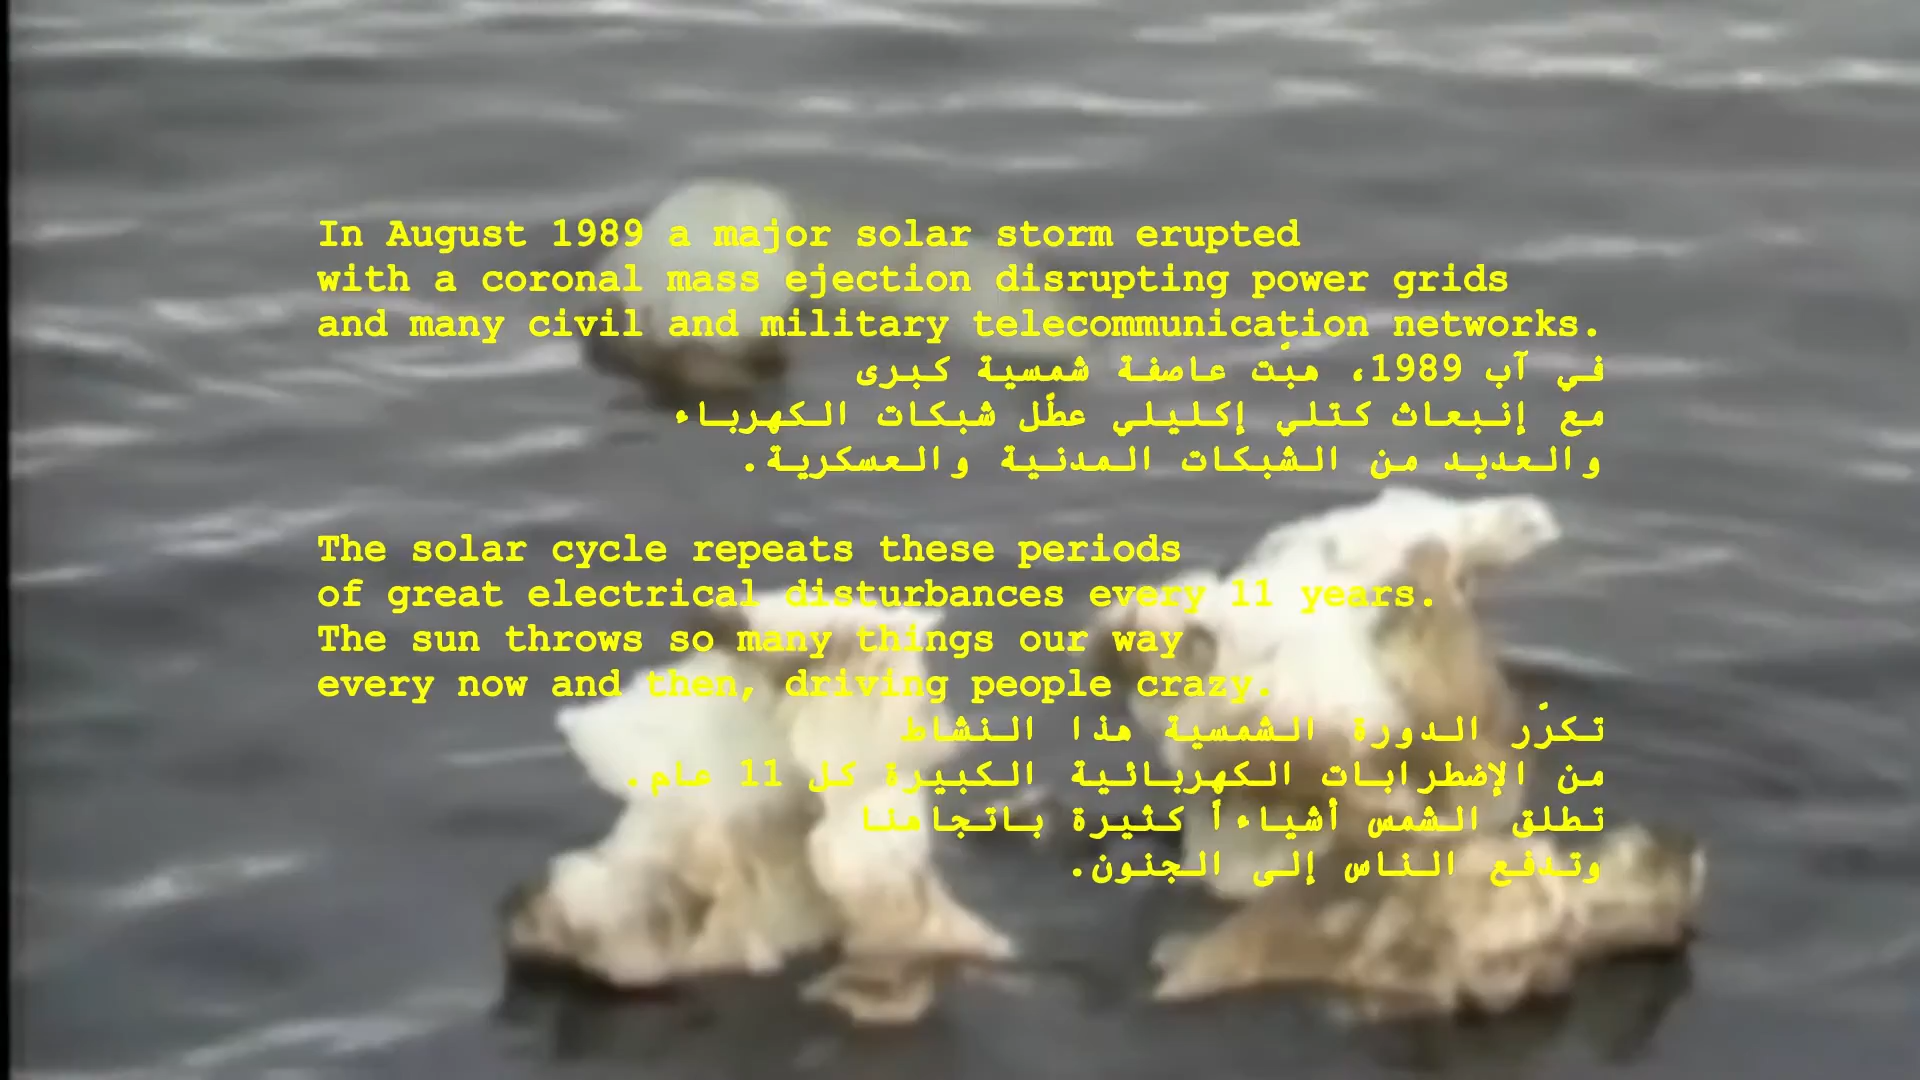 In August 1989 a major solar storm erupted
with a coronal mass ejection disrupting power grids
and many civil and military telecommunication networks.
في آب 1989، هبّت عاصفة شمسية كبرى
مع إنبعاث كتلي إكليلي عطّل شبكات الكهرباء
والعديد من الشبكات المدنية والعسكرية.
The solar cycle repeats these periods
of great electrical disturbances every 11 years.
The sun throws so many things our way
every now and then, driving people crazy.
تكرّر الدورة الشمسية هذا النشاط
من الإضطرابات الكهربائية الكبيرة كل 11 عام.
تطلق الشمس أشياءاً كثيرة باتجاهنا
وتدفع الناس إلى الجنون.